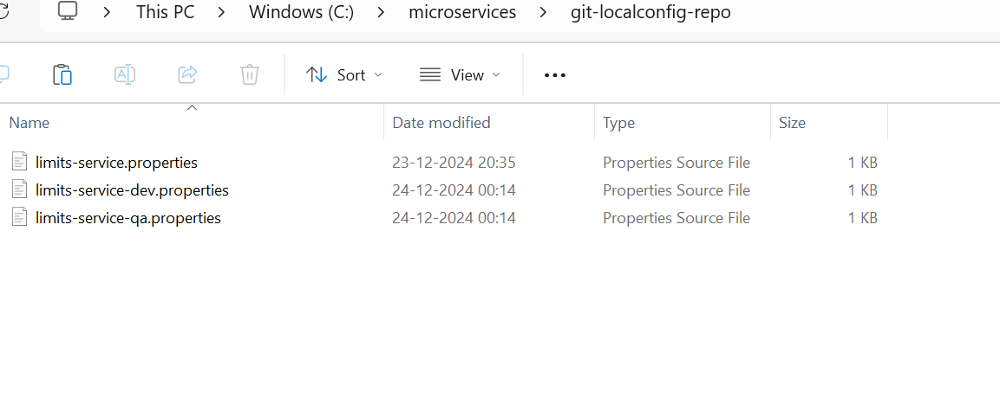 This PC > Windows (C:) > microservices > git-localconfig-repo
Sort View
Name Date modified Type Size
limits-service.properties 23-12-2024 20:35 Properties Source File 1 KB
limits-service-dev.properties 24-12-2024 00:14 Properties Source File 1 KB
limits-service-qa.properties 24-12-2024 00:14 Properties Source File 1 KB